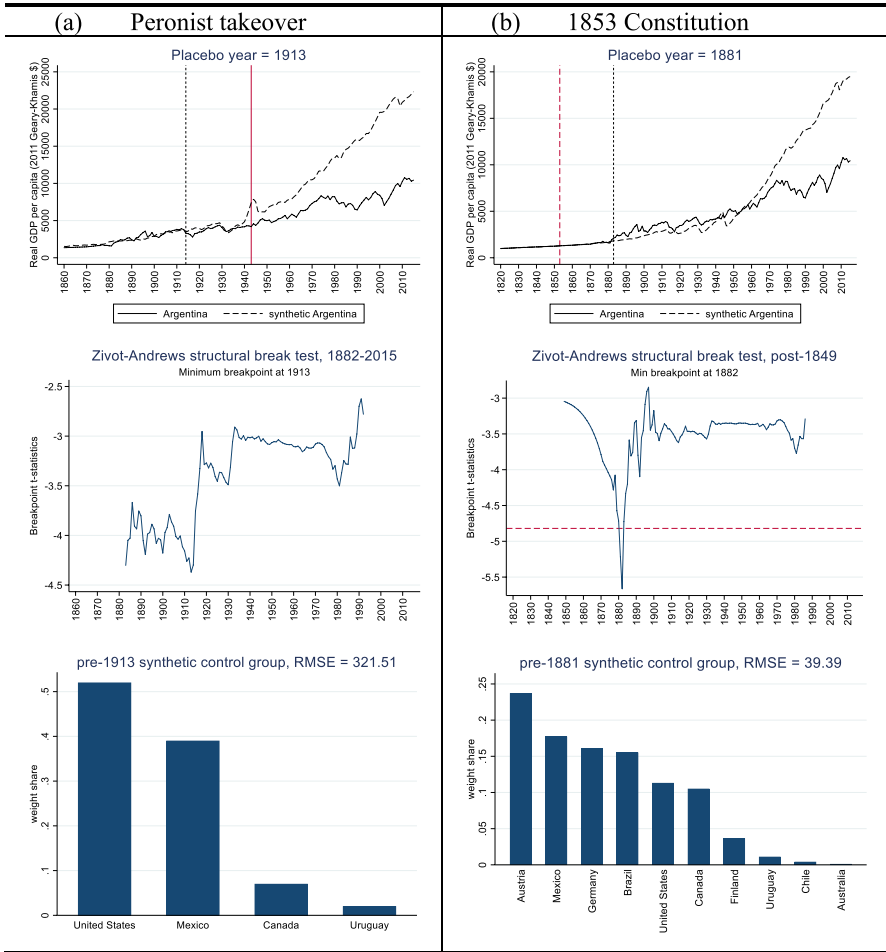 (a) Peronist takeover
Placebo year = 1913
Real GDP per capita (2011 Geary-Khamis $)
25000
20000
15000
10000
5000
0
1860 1870 1880 1890 1900 1910 1920 1930 1940 1950 1960 1970 1980 1990 2000 2010
Argentina synthetic Argentina
Zivot-Andrews structural break test, 1882-2015
Minimum breakpoint at 1913
Breakpoint t-statistics
-2.5
-3
-3.5
-4
-4.5
1860 1870 1880 1890 1900 1910 1920 1930 1940 1950 1960 1970 1980 1990 2000 2010
pre-1913 synthetic control group, RMSE = 321.51
weight share
.5
.4
.3
.2
.1
0
United States Mexico Canada Uruguay
(b) 1853 Constitution
Placebo year = 1881
Real GDP per capita (2011 Geary-Khamis $)
20000
15000
10000
5000
0
1820 1830 1840 1850 1860 1870 1880 1890 1900 1910 1920 1930 1940 1950 1960 1970 1980 1990 2000 2010
Argentina synthetic Argentina
Zivot-Andrews structural break test, post-1849
Min breakpoint at 1882
Breakpoint t-statistics
-3
-3.5
-4
-4.5
-5
-5.5
1820 1830 1840 1850 1860 1870 1880 1890 1900 1910 1920 1930 1940 1950 1960 1970 1980 1990 2000 2010
pre-1881 synthetic control group, RMSE = 39.39
weight share
.25
.2
.15
.1
.05
0
Austria Mexico Germany Brazil United States Canada Finland Uruguay Chile Australia